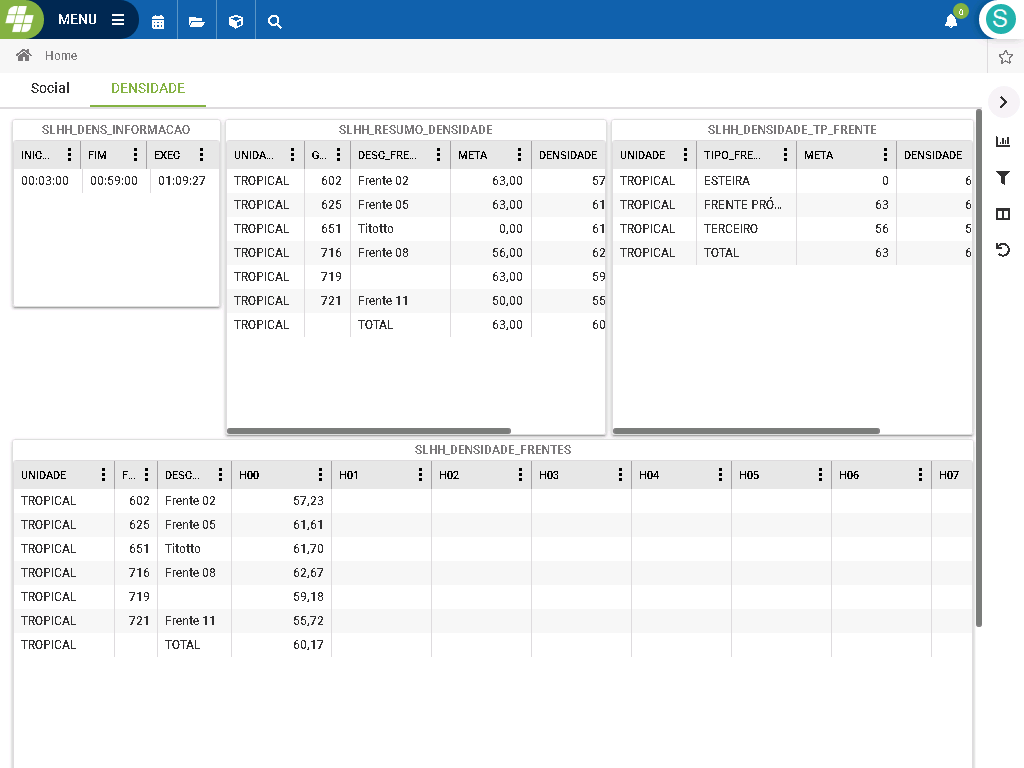 MENU
0
S
Home
Social DENSIDADE
SLHH_DENS_INFORMACAO
INIC... FIM EXEC
00:03:00 00:59:00 01:09:27
SLHH_RESUMO_DENSIDADE
UNIDA... G... DESC_FRE... META DENSIDADE
TROPICAL 602 Frente 02 63,00 57
TROPICAL 625 Frente 05 63,00 61
TROPICAL 651 Titotto 0,00 61
TROPICAL 716 Frente 08 56,00 62
TROPICAL 719 63,00 59
TROPICAL 721 Frente 11 50,00 55
TROPICAL TOTAL 63,00 60
SLHH_DENSIDADE_TP_FRENTE
UNIDADE TIPO_FRE... META DENSIDADE
TROPICAL ESTEIRA 0 6
TROPICAL FRENTE PRÓ... 63 6
TROPICAL TERCEIRO 56 5
TROPICAL TOTAL 63 6
SLHH_DENSIDADE_FRENTES
UNIDADE F... DESC... H00 H01 H02 H03 H04 H05 H06 H07
TROPICAL 602 Frente 02 57,23
TROPICAL 625 Frente 05 61,61
TROPICAL 651 Titotto 61,70
TROPICAL 716 Frente 08 62,67
TROPICAL 719 59,18
TROPICAL 721 Frente 11 55,72
TROPICAL TOTAL 60,17